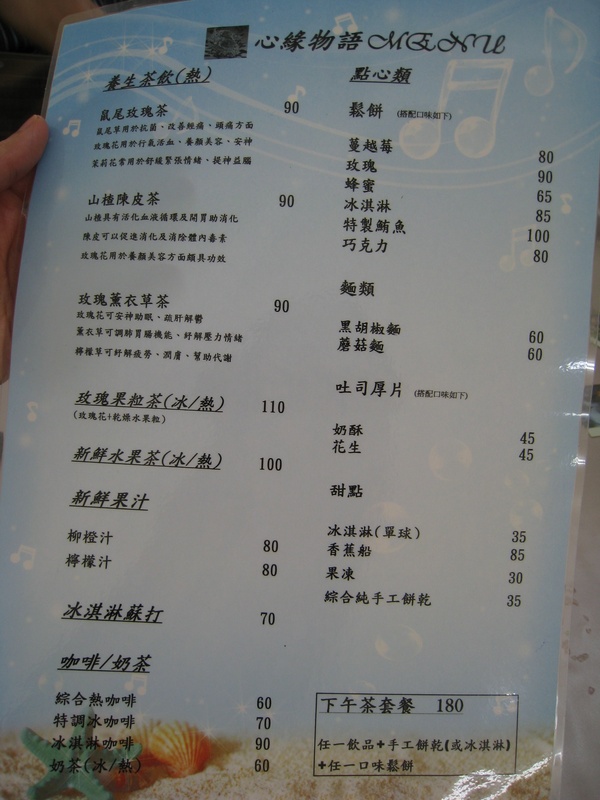 心緣物語 MENU
養生茶飲(熱)
鼠尾玫瑰茶 90
鼠尾草用於抗菌、改善經痛、頭痛方面
玫瑰花用於行氣活血、養顏美容、安神
茉莉花常用於舒緩緊張情緒、提神益腦
山楂陳皮茶 90
山楂具有活化血液循環及開胃助消化
陳皮可以促進消化及消除體內毒素
玫瑰花用於養顏美容方面頗具功效
玫瑰薰衣草茶 90
玫瑰花可安神助眠、疏肝解鬱
薰衣草可調肺胃腸機能、紓解壓力情緒
檸檬草可紓解疲勞、潤膚、幫助代謝
玫瑰果粒茶(冰/熱) 110
(玫瑰花+乾燥水果粒)
新鮮水果茶(冰/熱) 100
新鮮果汁
柳橙汁 80
檸檬汁 80
冰淇淋蘇打 70
咖啡/奶茶
綜合熱咖啡 60
特調冰咖啡 70
冰淇淋咖啡 90
奶茶(冰/熱) 60
點心類
鬆餅 (搭配口味如下)
蔓越莓 80
玫瑰 90
蜂蜜 65
冰淇淋 85
特製鮪魚 100
巧克力 80
麵類
黑胡椒麵 60
蘑菇麵 60
吐司厚片 (搭配口味如下)
奶酥 45
花生 45
甜點
冰淇淋(單球) 35
香蕉船 85
果凍 30
綜合純手工餅乾 35
下午茶套餐 180
任一飲品+手工餅乾(或冰淇淋)
+任一口味鬆餅